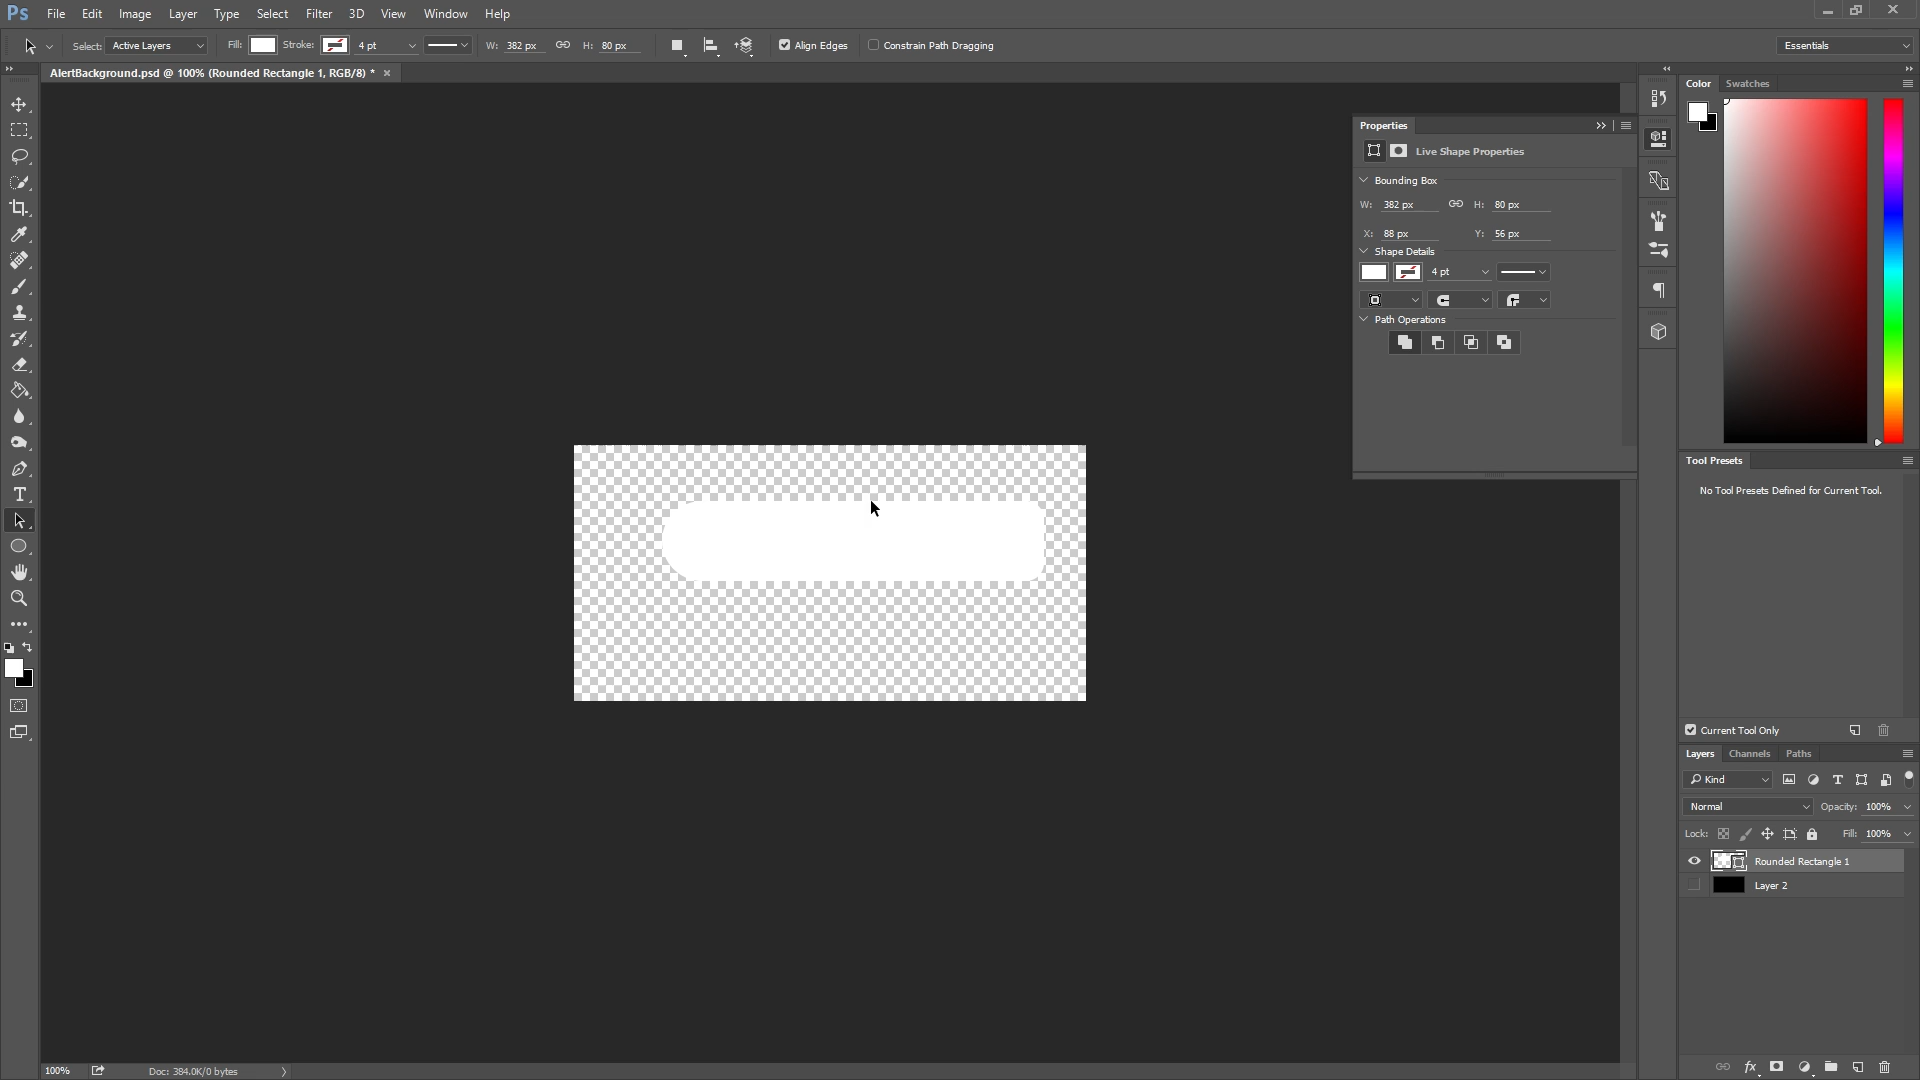 Ps File Edit Image Layer Type Select Filter 3D View Window Help
Select: Active Layers Fill: Stroke: 4 pt W: 382 px H: 80 px Align Edges Constrain Path Dragging Essentials
AlertBackground.psd @ 100% (Rounded Rectangle 1, RGB/8) * ×
Color Swatches
Properties
Live Shape Properties
Bounding Box
W: 382 px H: 80 px
X: 88 px Y: 56 px
Shape Details
4 pt
Path Operations
Tool Presets
No Tool Presets Defined for Current Tool.
T
Current Tool Only
Layers Channels Paths
Kind T
Normal Opacity: 100%
Lock: Fill: 100%
Rounded Rectangle 1
Layer 2
100% Doc: 384.0K/0 bytes
fx